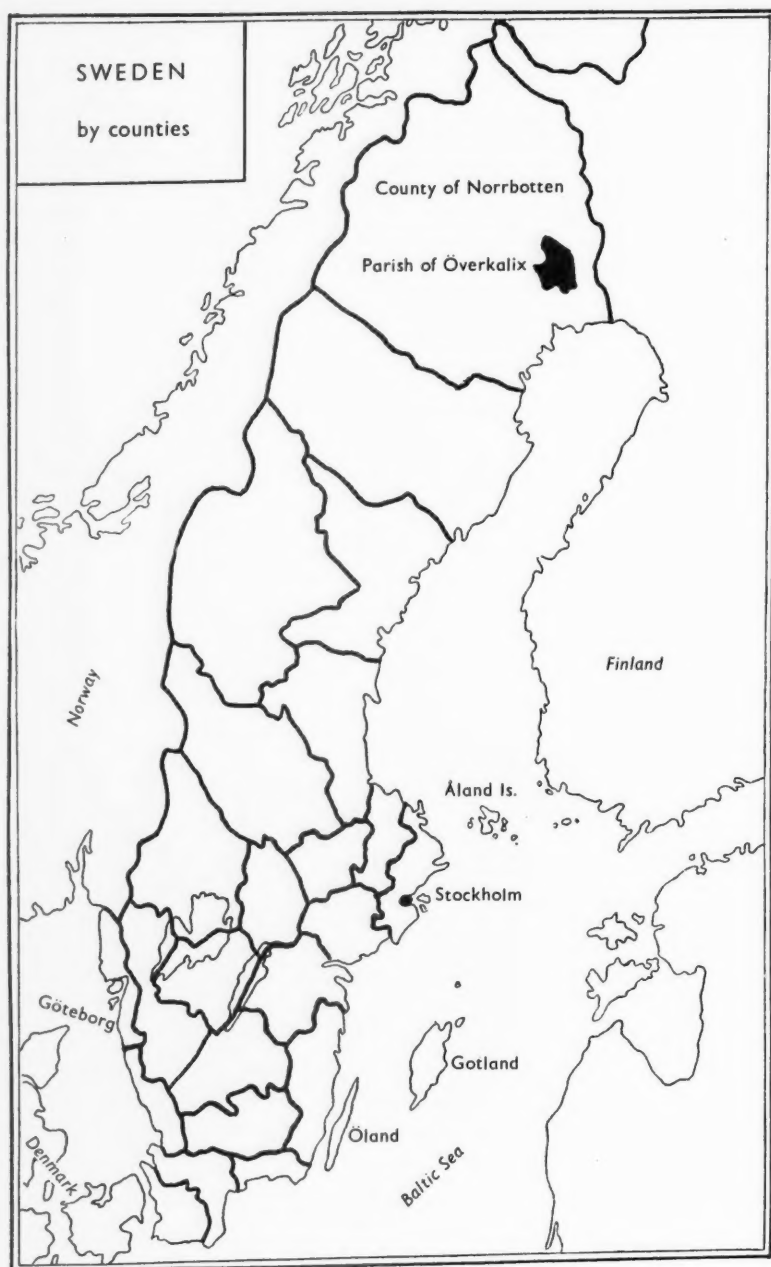 SWEDEN
by counties
County of Norrbotten
Parish of Överkalix
Norway
Finland
Åland Is.
Stockholm
Göteborg
Gotland
Öland
Denmark
Baltic Sea